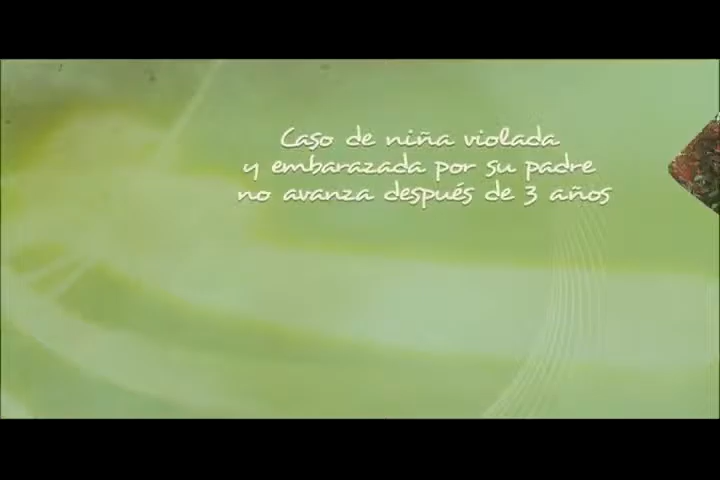 Caso de niña violada
y embarazada por su padre
no avanza después de 3 años